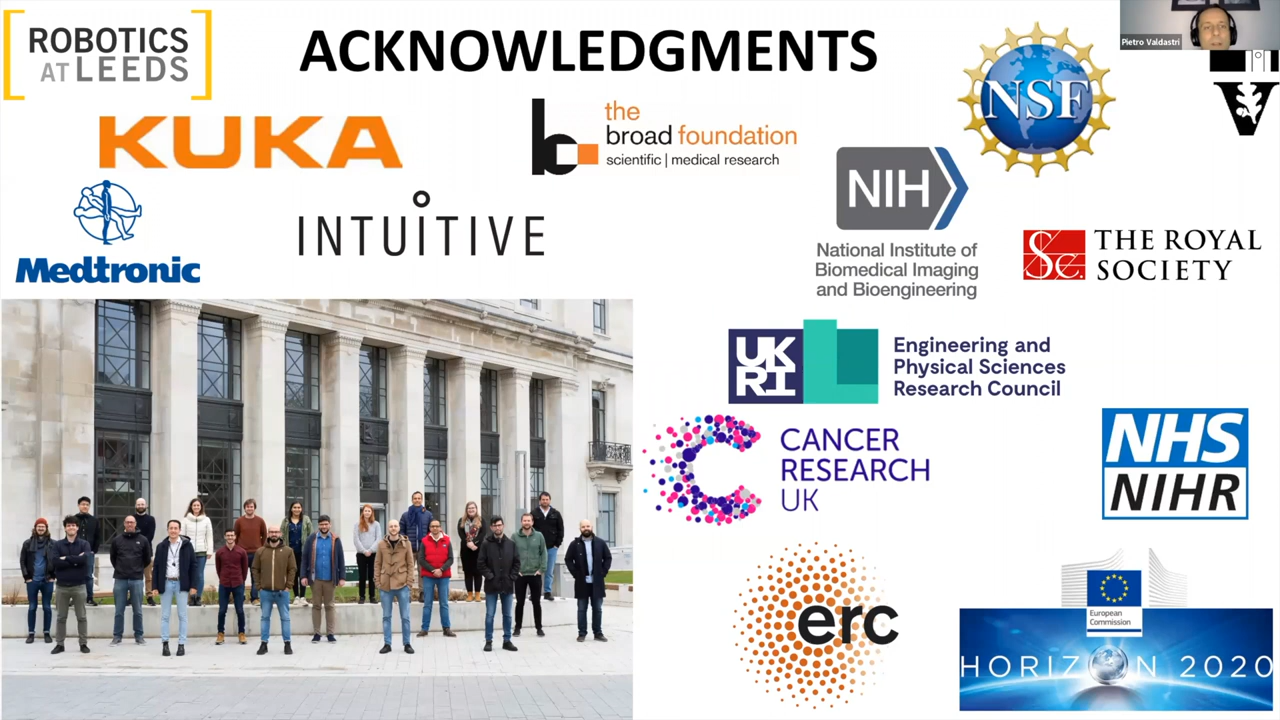 ROBOTICS
AT LEEDS
ACKNOWLEDGMENTS
Pietro Valdastri
KUKA
b
the
broad foundation
scientific | medical research
NSF
V
Medtronic
INTUITIVE
NIH
National Institute of
Biomedical Imaging
and Bioengineering
THE ROYAL
SOCIETY
UK
RI
Engineering and
Physical Sciences
Research Council
CANCER
RESEARCH
UK
NHS
NIHR
erc
European
Commission
HORIZON 2020